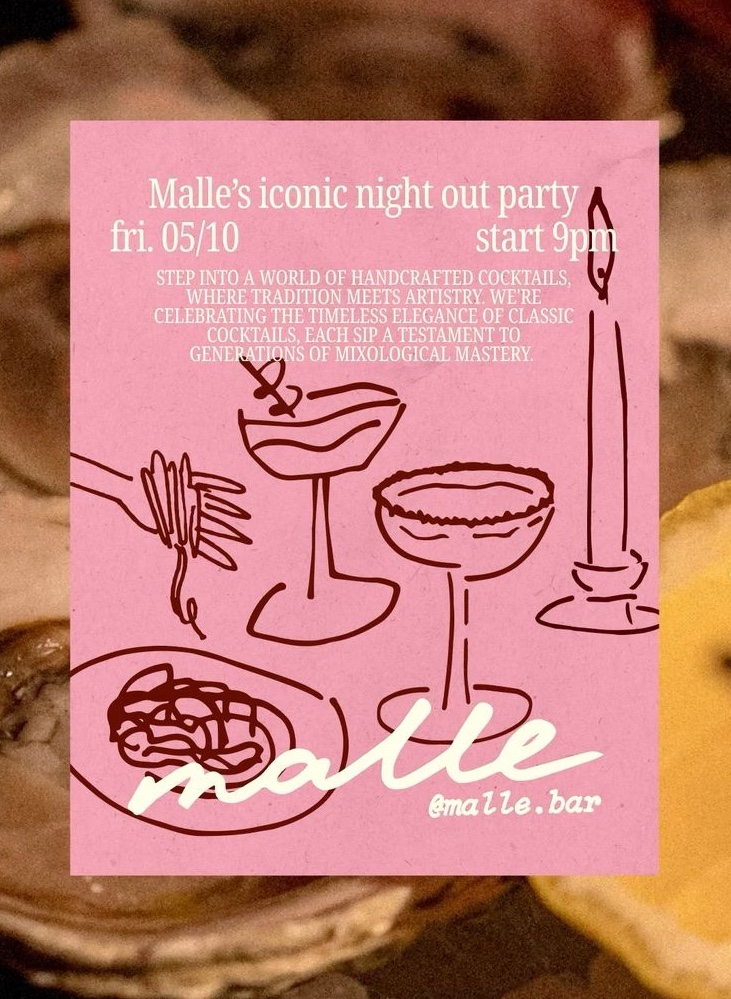 Malle’s iconic night out party
fri. 05/10 start 9pm
STEP INTO A WORLD OF HANDCRAFTED COCKTAILS,
WHERE TRADITION MEETS ARTISTRY. WE'RE
CELEBRATING THE TIMELESS ELEGANCE OF CLASSIC
COCKTAILS, EACH SIP A TESTAMENT TO
GENERATIONS OF MIXOLOGICAL MASTERY.
malle
@malle.bar